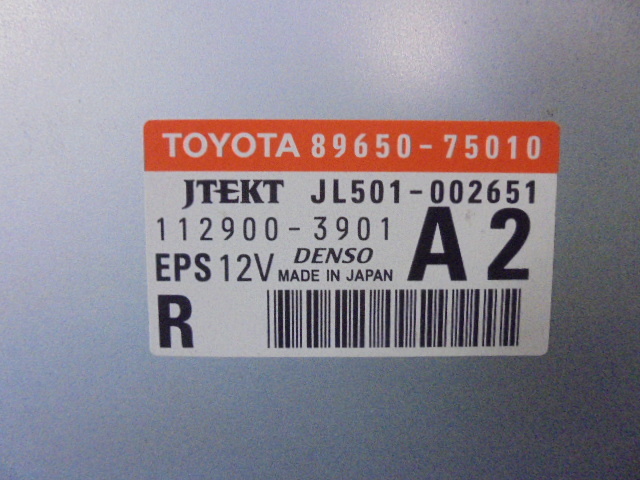 TOYOTA 89650-75010
JTEKT JL501-002651
112900-3901
DENSO
A2
EPS 12V MADE IN JAPAN
R